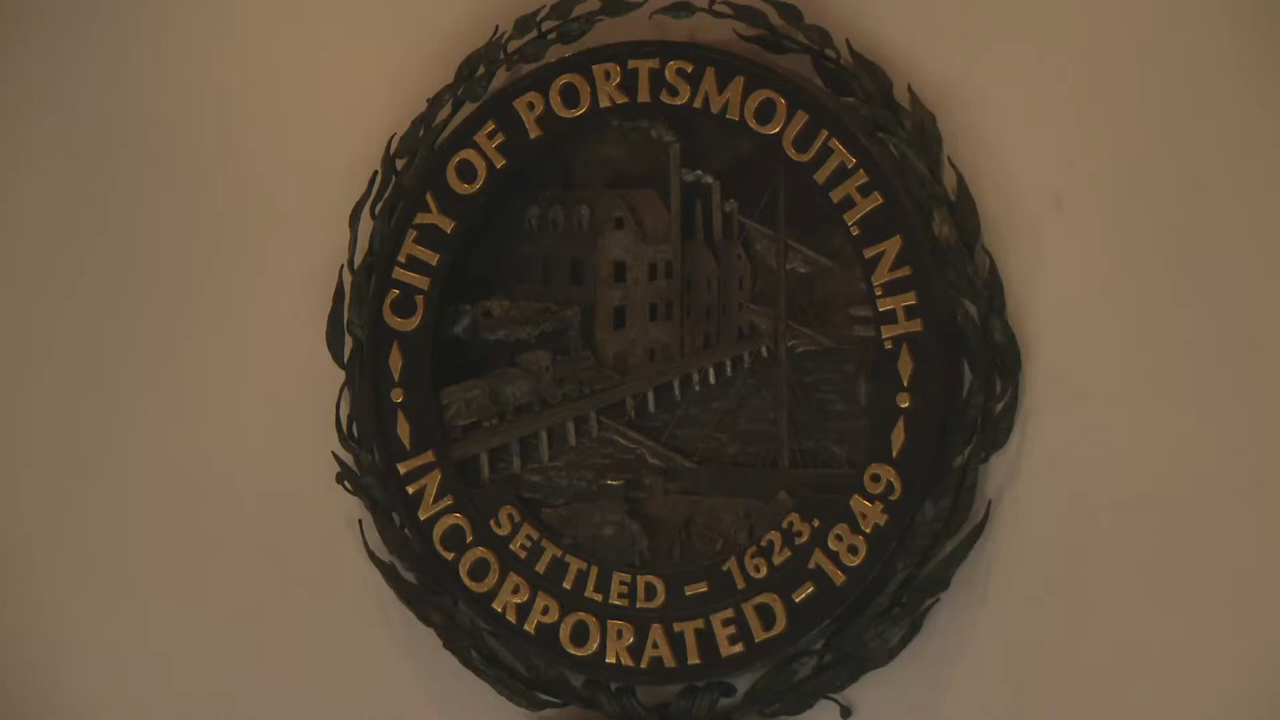 CITY OF PORTSMOUTH. N.H.
SETTLED – 1623.
INCORPORATED – 1849